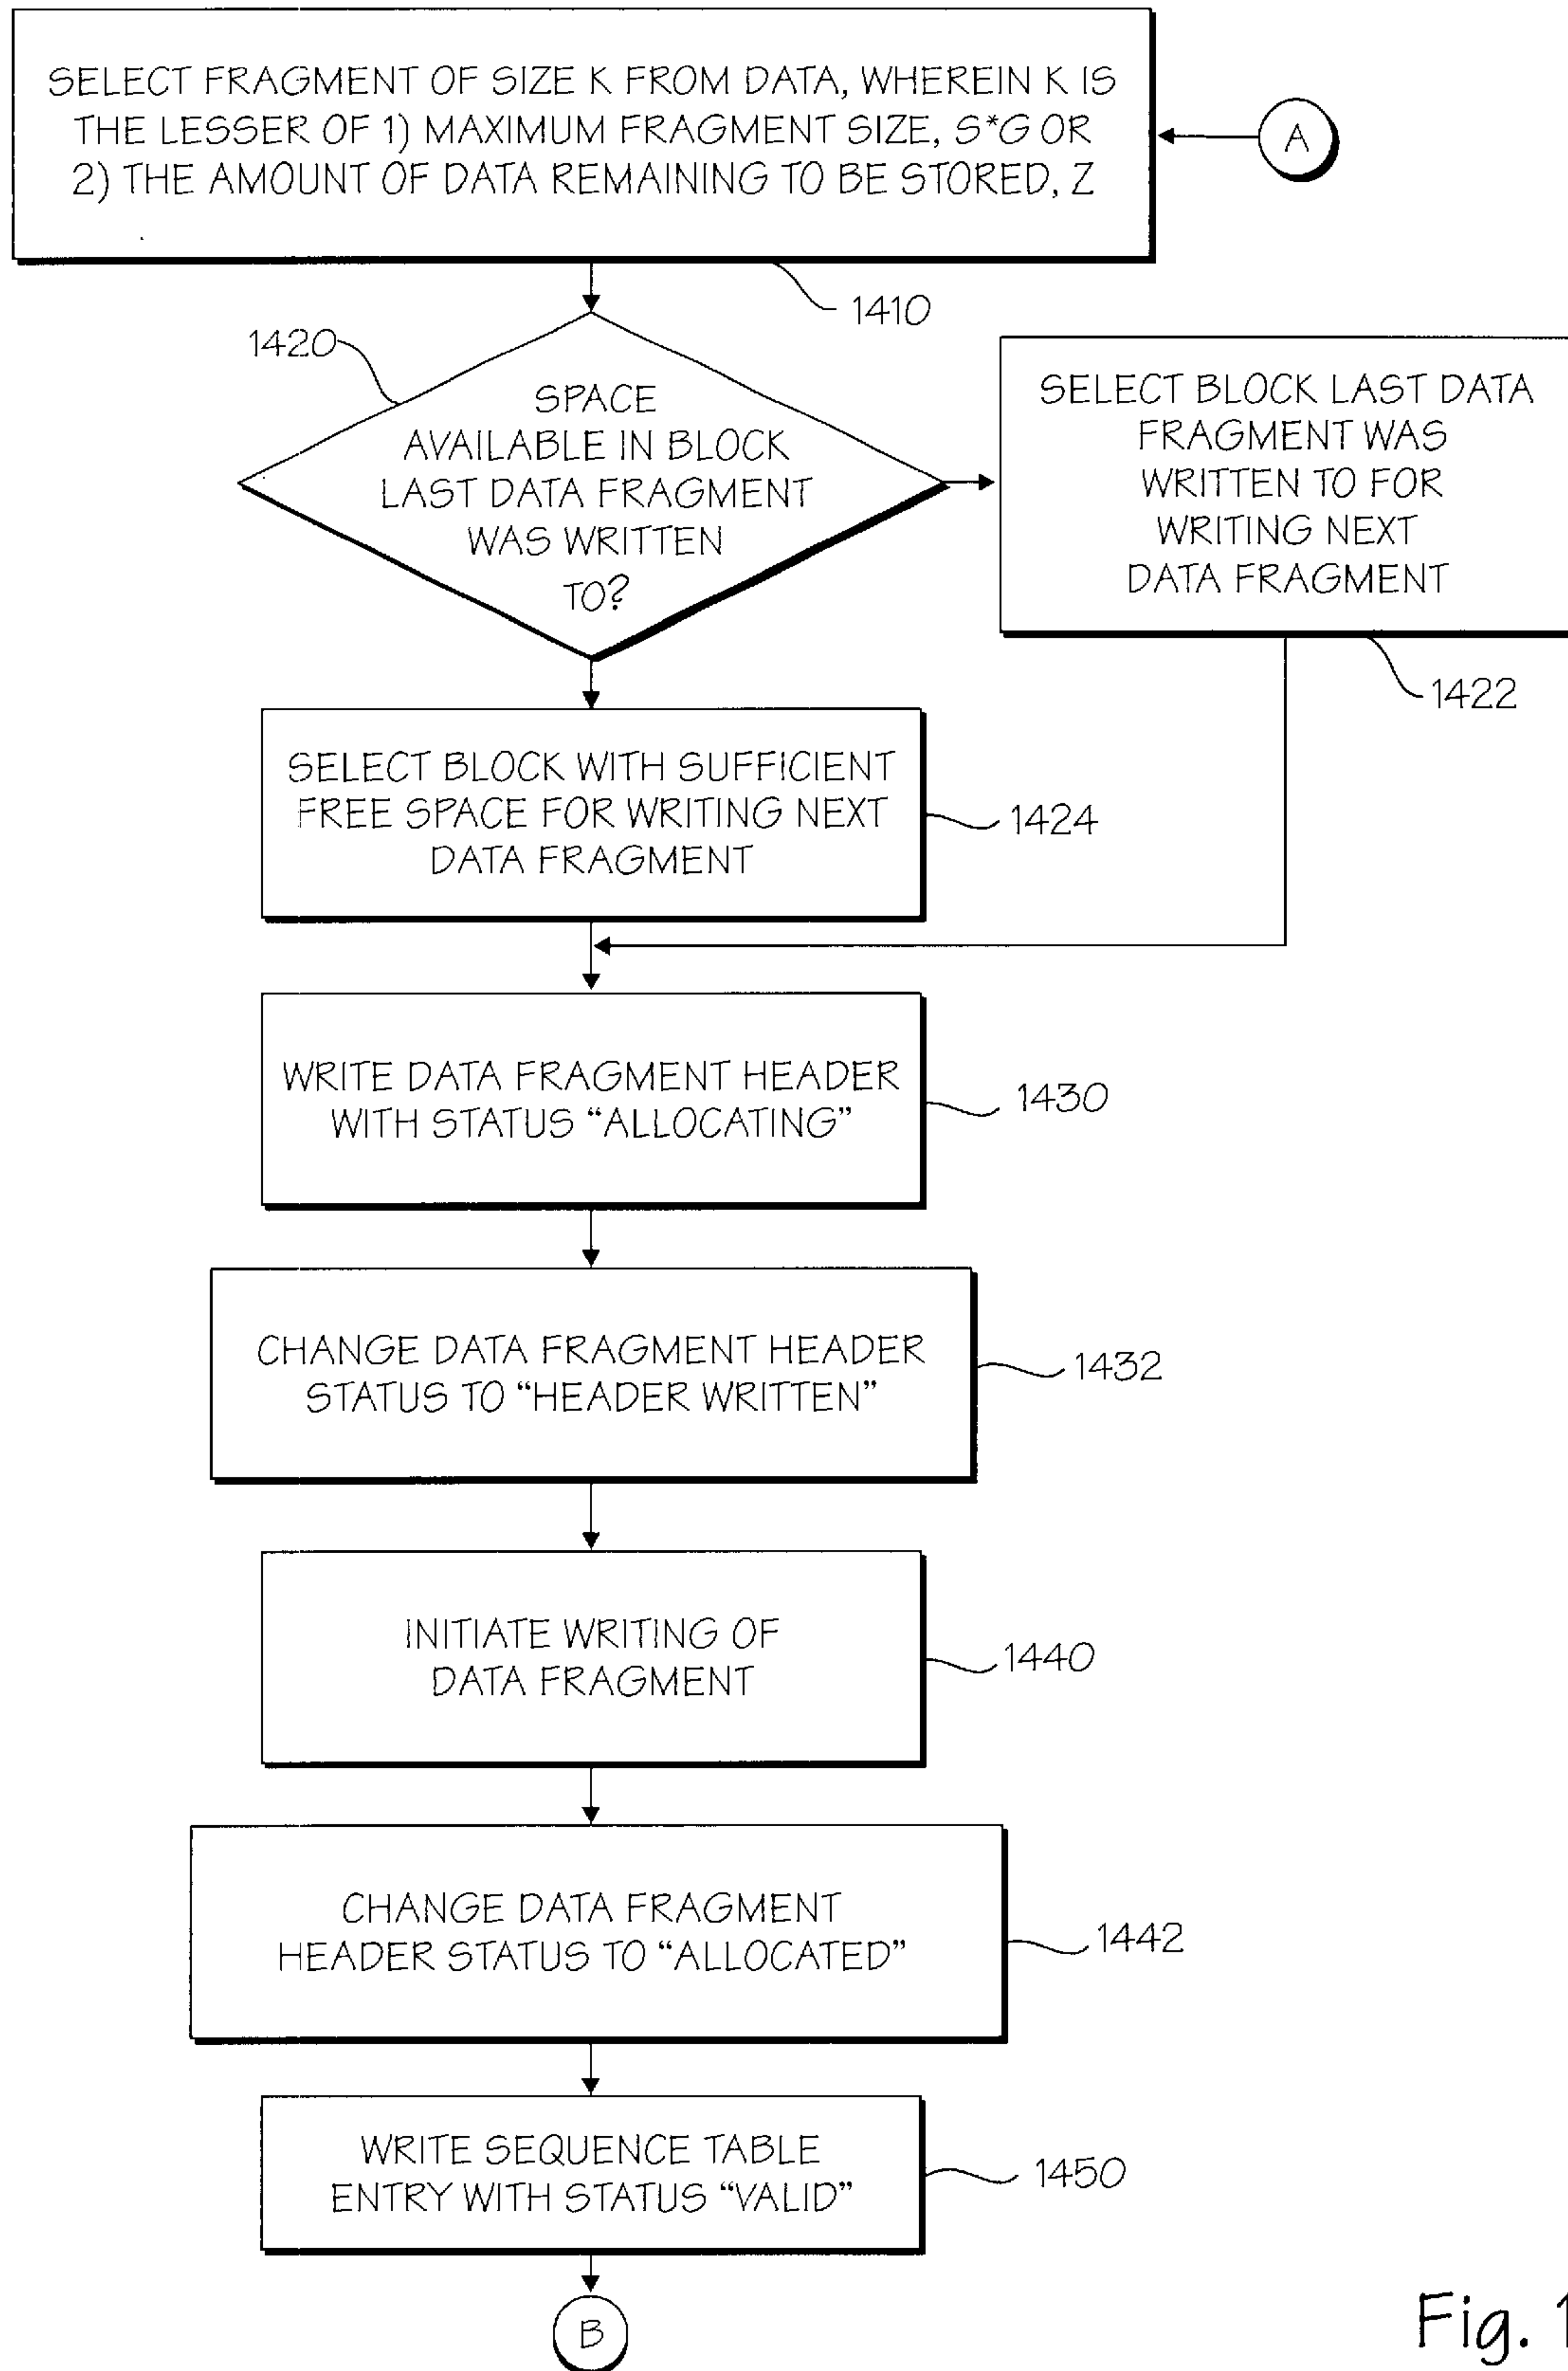 SELECT FRAGMENT OF SIZE K FROM DATA, WHEREIN K IS
THE LESSER OF 1) MAXIMUM FRAGMENT SIZE, S*G OR
2) THE AMOUNT OF DATA REMAINING TO BE STORED, Z
A
1410
1420
SPACE
AVAILABLE IN BLOCK
LAST DATA FRAGMENT
WAS WRITTEN
TO?
SELECT BLOCK LAST DATA
FRAGMENT WAS
WRITTEN TO FOR
WRITING NEXT
DATA FRAGMENT
1422
SELECT BLOCK WITH SUFFICIENT
FREE SPACE FOR WRITING NEXT
DATA FRAGMENT
1424
WRITE DATA FRAGMENT HEADER
WITH STATUS “ALLOCATING”
1430
CHANGE DATA FRAGMENT HEADER
STATUS TO “HEADER WRITTEN”
1432
INITIATE WRITING OF
DATA FRAGMENT
1440
CHANGE DATA FRAGMENT
HEADER STATUS TO “ALLOCATED”
1442
WRITE SEQUENCE TABLE
ENTRY WITH STATUS “VALID”
1450
B
Fig.